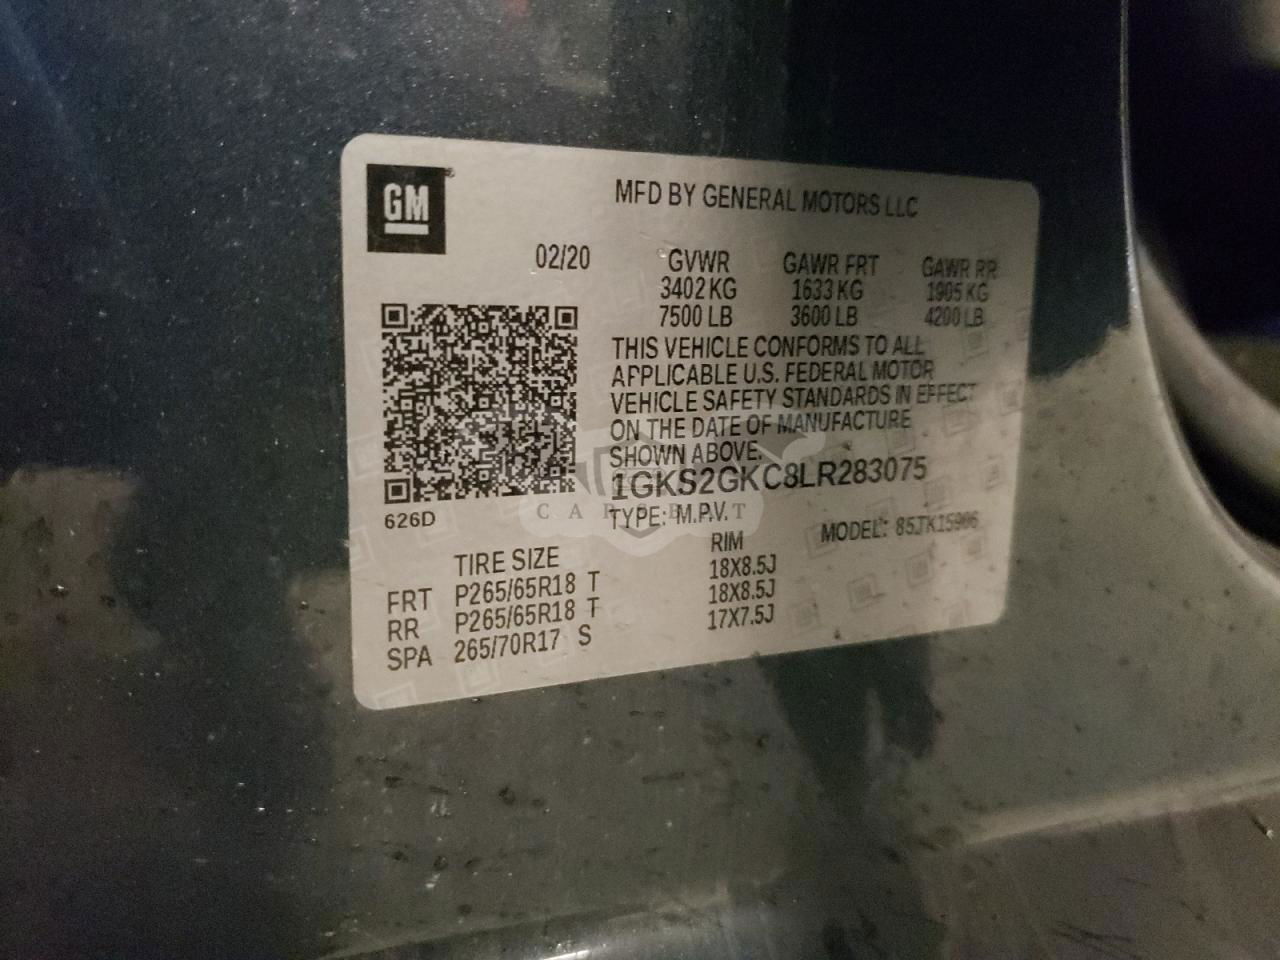 GM
MFD BY GENERAL MOTORS LLC
02/20 GVWR GAWR FRT GAWR RR
3402 KG 1633 KG 1905 KG
7500 LB 3600 LB 4200 LB
THIS VEHICLE CONFORMS TO ALL
APPLICABLE U.S. FEDERAL MOTOR
VEHICLE SAFETY STANDARDS IN EFFECT
ON THE DATE OF MANUFACTURE
SHOWN ABOVE.
1GKS2GKC8LR283075
626D
TYPE: M.P.V. MODEL:
TIRE SIZE RIM
FRT P265/65R18 T 18X8.5J
RR P265/65R18 T 18X8.5J
SPA 265/70R17 S 17X7.5J